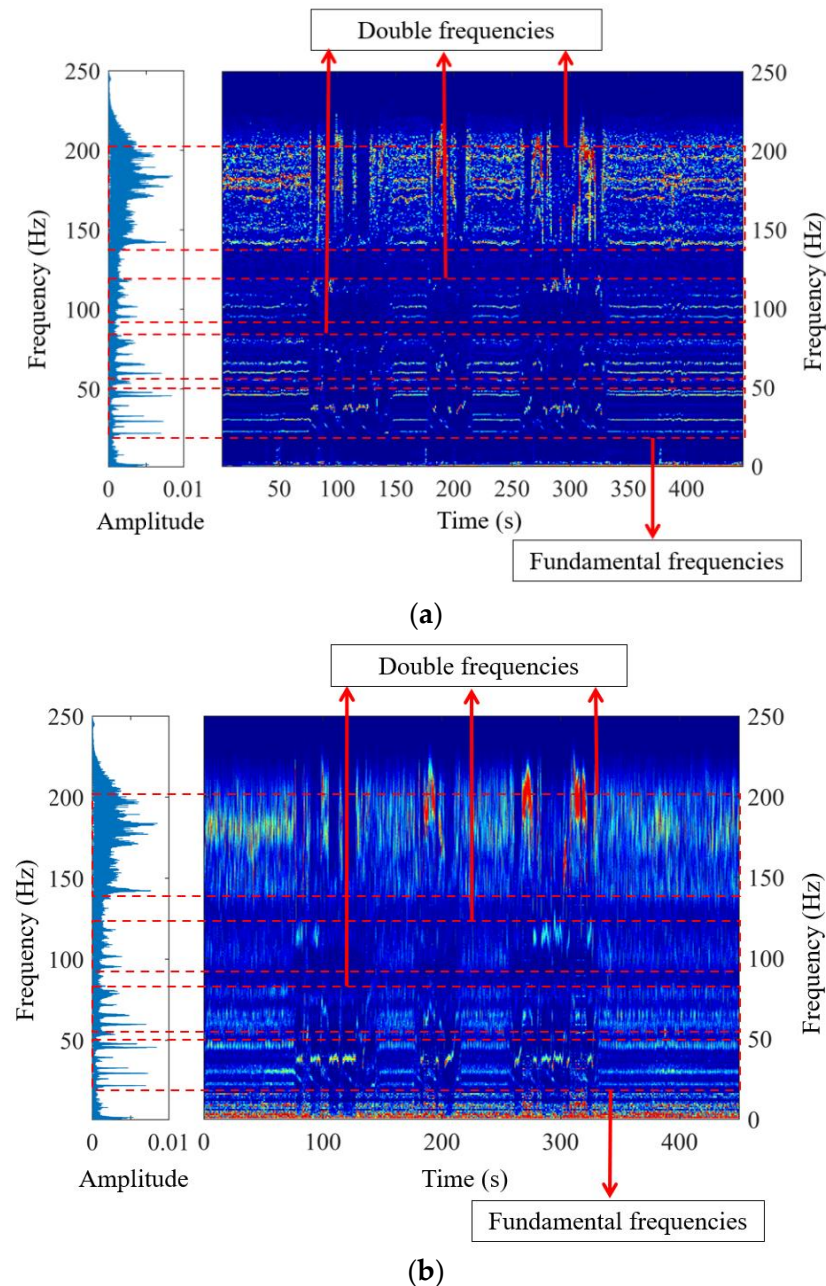 Double frequencies
250
250
200
200
150
150
100
100
50
50
0
Frequency (Hz)
Frequency (Hz)
0 0.01
50 100 150 200 250 300 350 400
Amplitude
Time (s)
Fundamental frequencies
(a)
Double frequencies
250
250
200
200
150
150
100
100
50
50
0
0
Frequency (Hz)
Frequency (Hz)
0 0.01
0 100 200 300 400
Amplitude
Time (s)
Fundamental frequencies
(b)